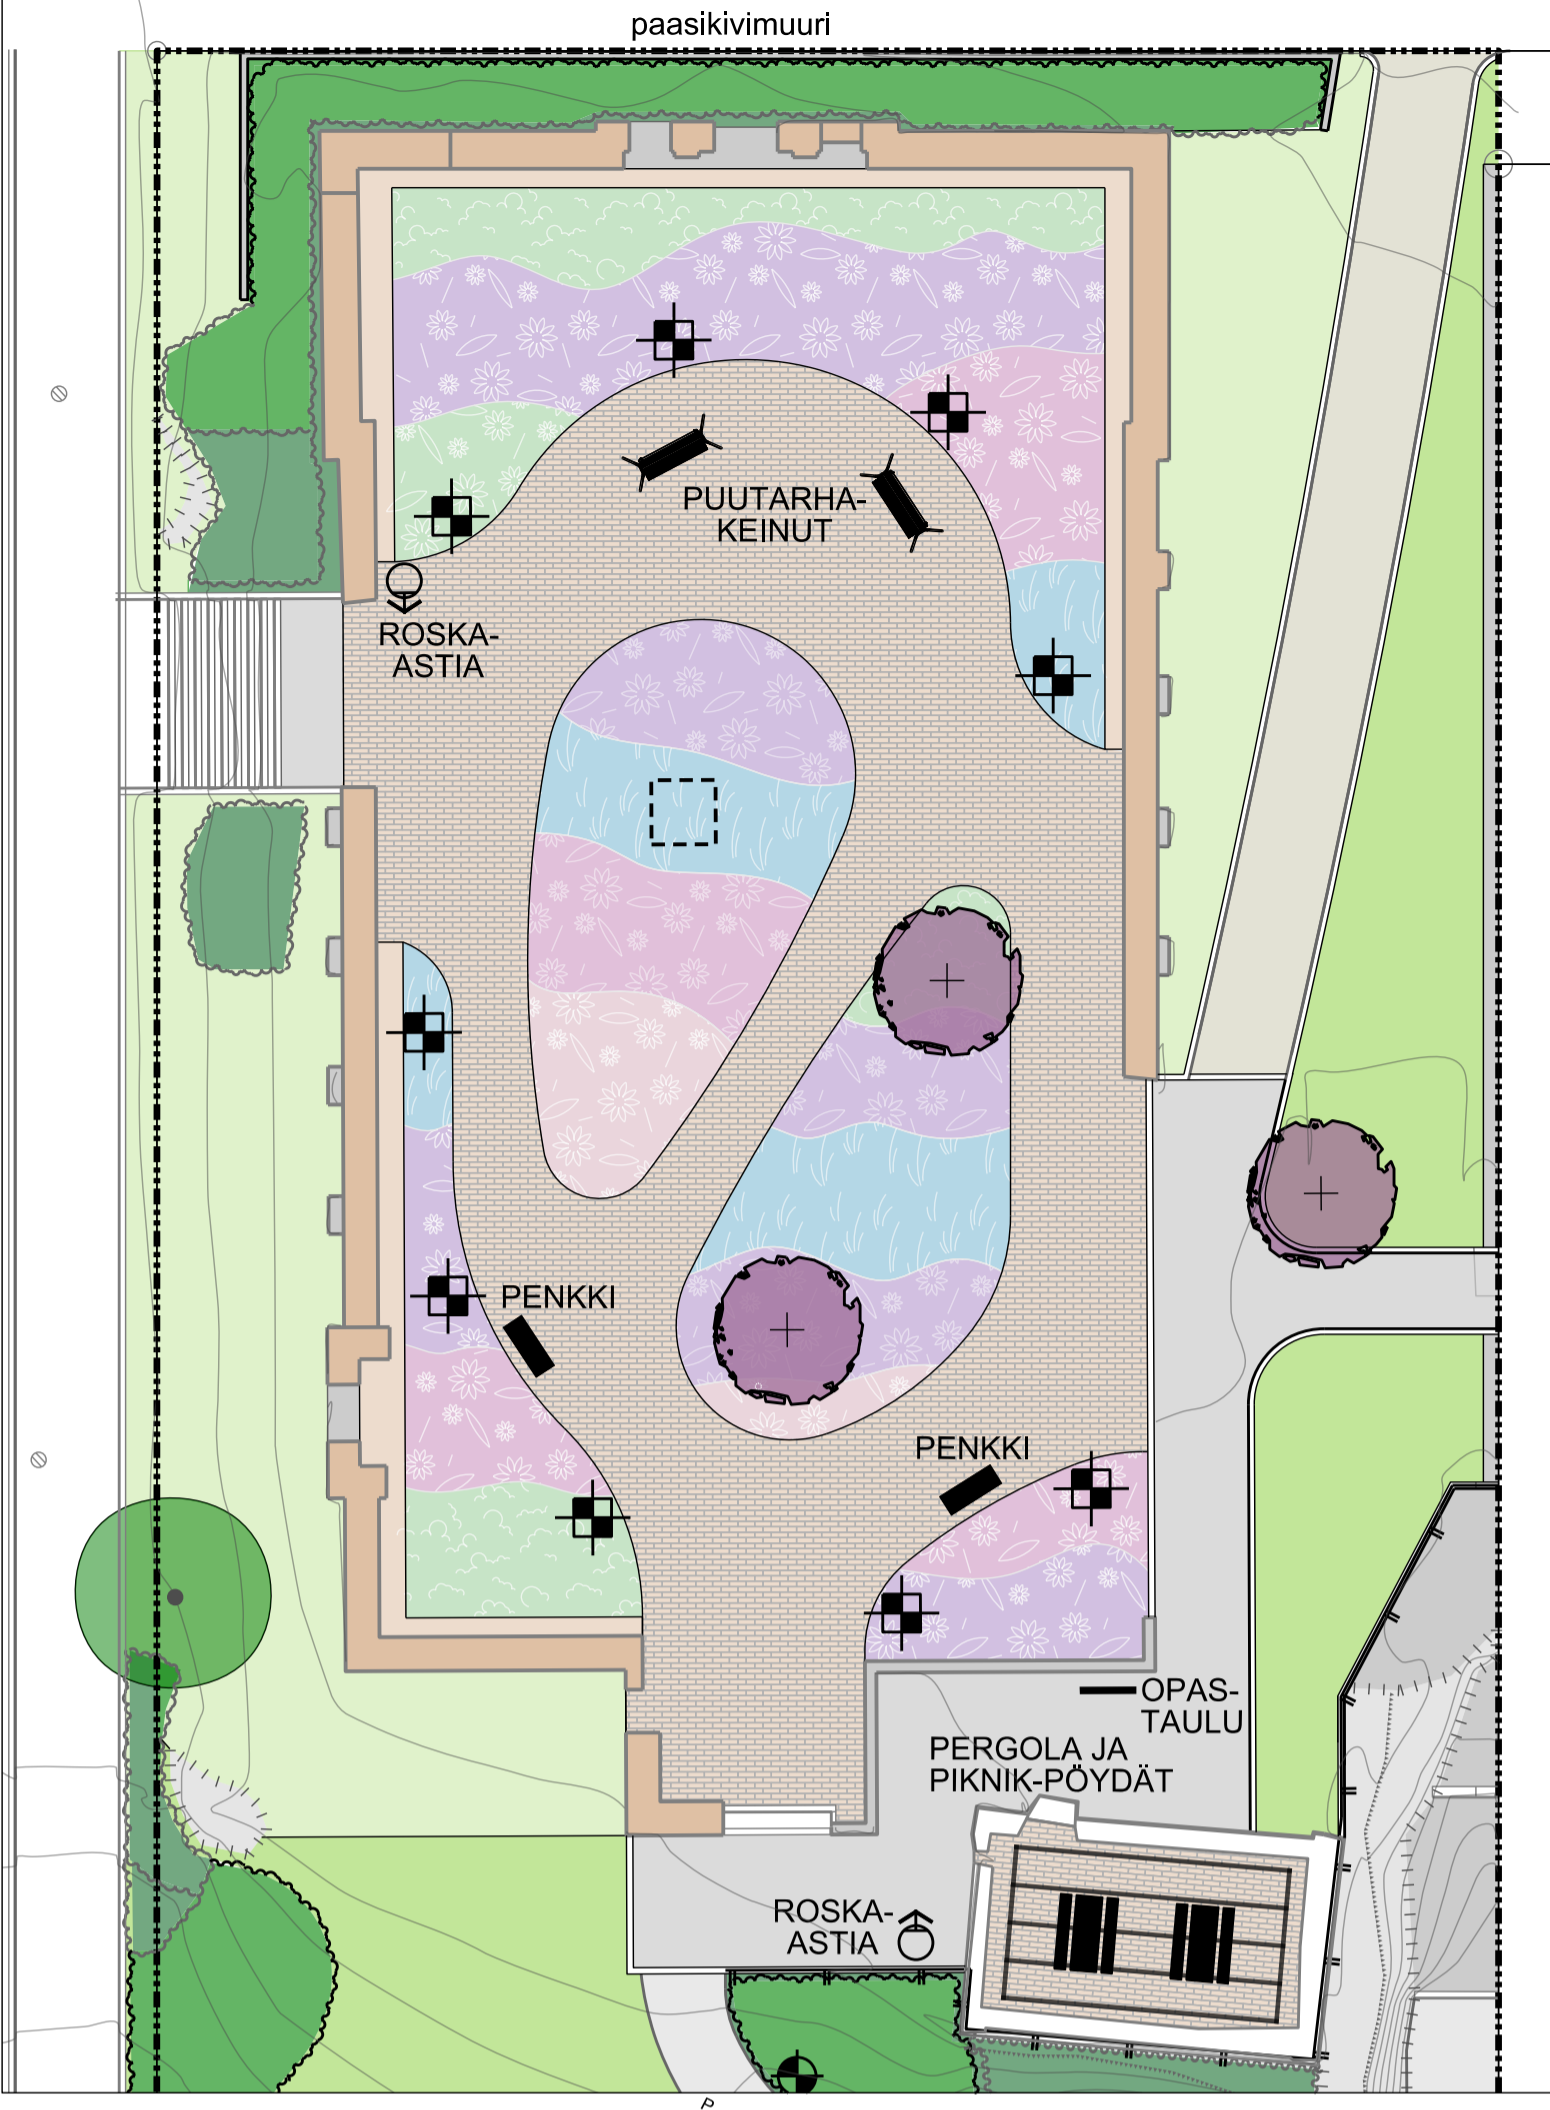 paasikivimuuri
PUUTARHA-
KEINUT
ROSKA-
ASTIA
PENKKI
PENKKI
OPAS-
TAULU
PERGOLA JA
PIKNIK-PÖYDÄT
ROSKA-
ASTIA
P